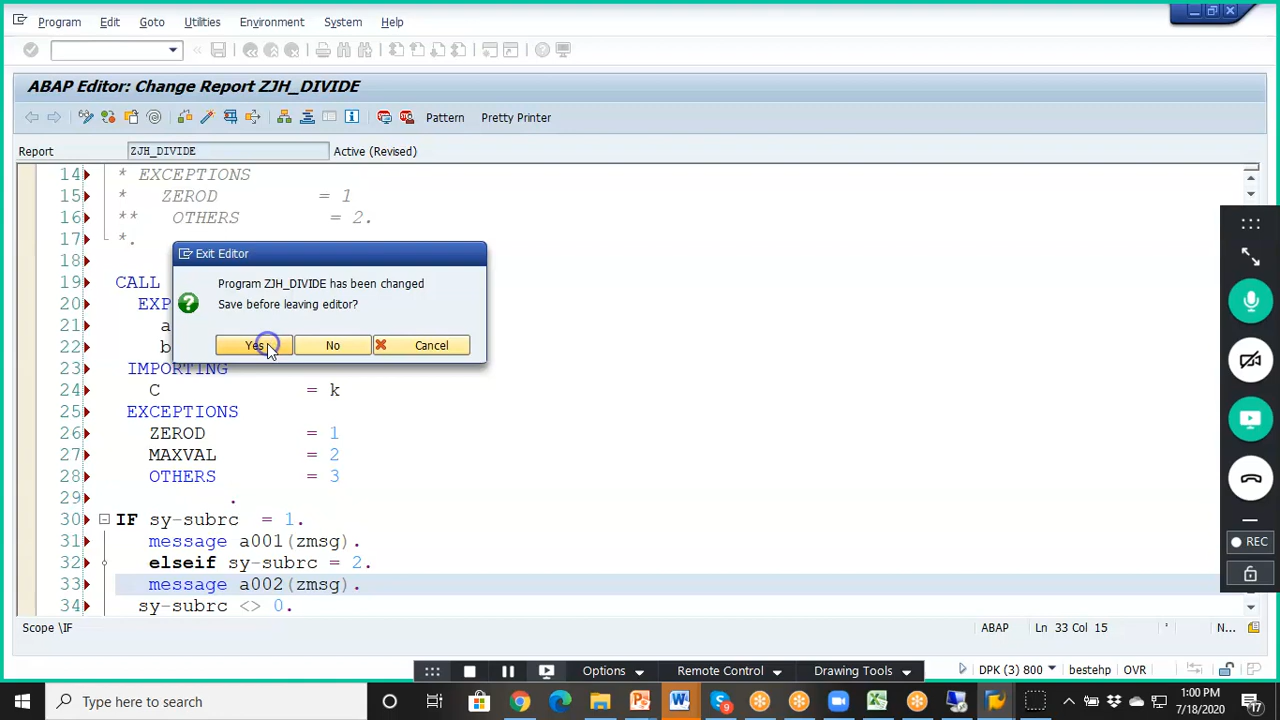 Program Edit Goto Utilities Environment System Help
ABAP Editor: Change Report ZJH_DIVIDE
Pattern Pretty Printer
Report ZJH_DIVIDE Active (Revised)
14 * EXCEPTIONS
15 * ZEROD = 1
16 ** OTHERS = 2.
17 *.
18
Exit Editor
19 CALL
Program ZJH_DIVIDE has been changed
20 EXP
Save before leaving editor?
21 a
22 b
Yes No Cancel
23 IMPORTING
24 C = k
25 EXCEPTIONS
26 ZEROD = 1
27 MAXVAL = 2
28 OTHERS = 3
29 .
30 IF sy-subrc = 1.
31 message a001(zmsg).
32 elseif sy-subrc = 2.
33 message a002(zmsg).
34 sy-subrc <> 0.
REC
Scope \IF ABAP Ln 33 Col 15 * N...
Options Remote Control Drawing Tools DPK (3) 800 bestehp OVR
Type here to search
9
1:00 PM
7/18/2020
17